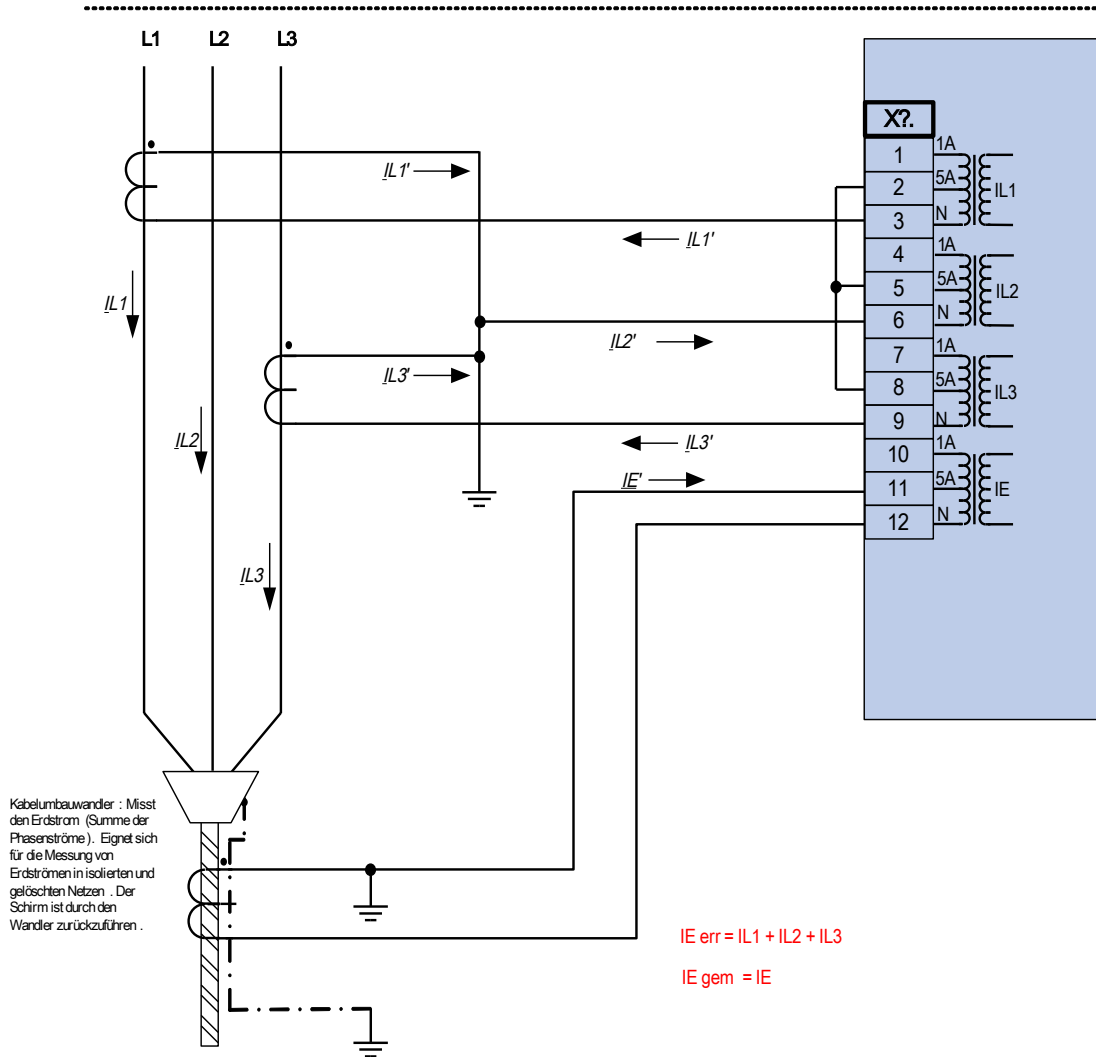 L1 L2 L3
X?.
1 1A
2 5A IL1
3 N
4 1A
5 5A IL2
6 N
7 1A
8 5A IL3
9 N
10 1A
11 5A IE
12 N
IL1'
IL1'
IL1
IL2'
IL3'
IL2
IL3'
IE'
IL3
Kabelumbauwandler : Misst
den Erdstrom (Summe der
Phasenströme ). Eignet sich
für die Messung von
Erdströmen in isolierten und
gelöschten Netzen . Der
Schirm ist durch den
Wandler zurückzuführen .
IE err = IL1 + IL2 + IL3
IE gem = IE